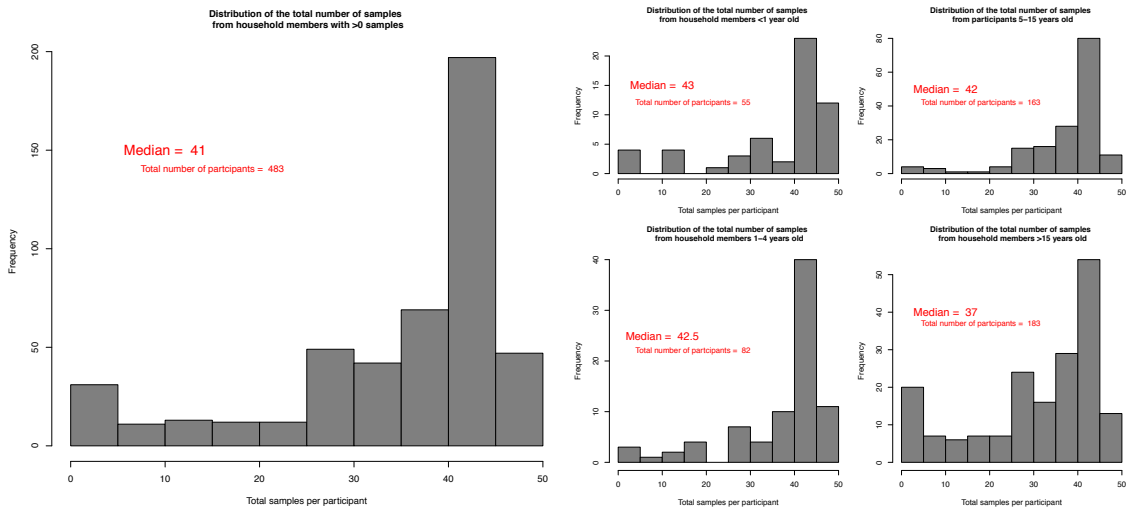 Distribution of the total number of samples
from household members with >0 samples
Frequency
0
50
100
150
200
Median = 41
Total number of partcipants = 483
0
10
20
30
40
50
Total samples per participant
Distribution of the total number of samples
from household members <1 year old
Frequency
0
5
10
15
20
Median = 43
Total number of partcipants = 55
0
10
20
30
40
50
Total samples per participant
Distribution of the total number of samples
from participants 5–15 years old
Frequency
0
20
40
60
80
Median = 42
Total number of partcipants = 163
0
10
20
30
40
50
Total samples per participant
Distribution of the total number of samples
from household members 1–4 years old
Frequency
0
10
20
30
40
Median = 42.5
Total number of partcipants = 82
0
10
20
30
40
50
Total samples per participant
Distribution of the total number of samples
from household members >15 years old
Frequency
0
10
20
30
40
50
Median = 37
Total number of partcipants = 183
0
10
20
30
40
50
Total samples per participant